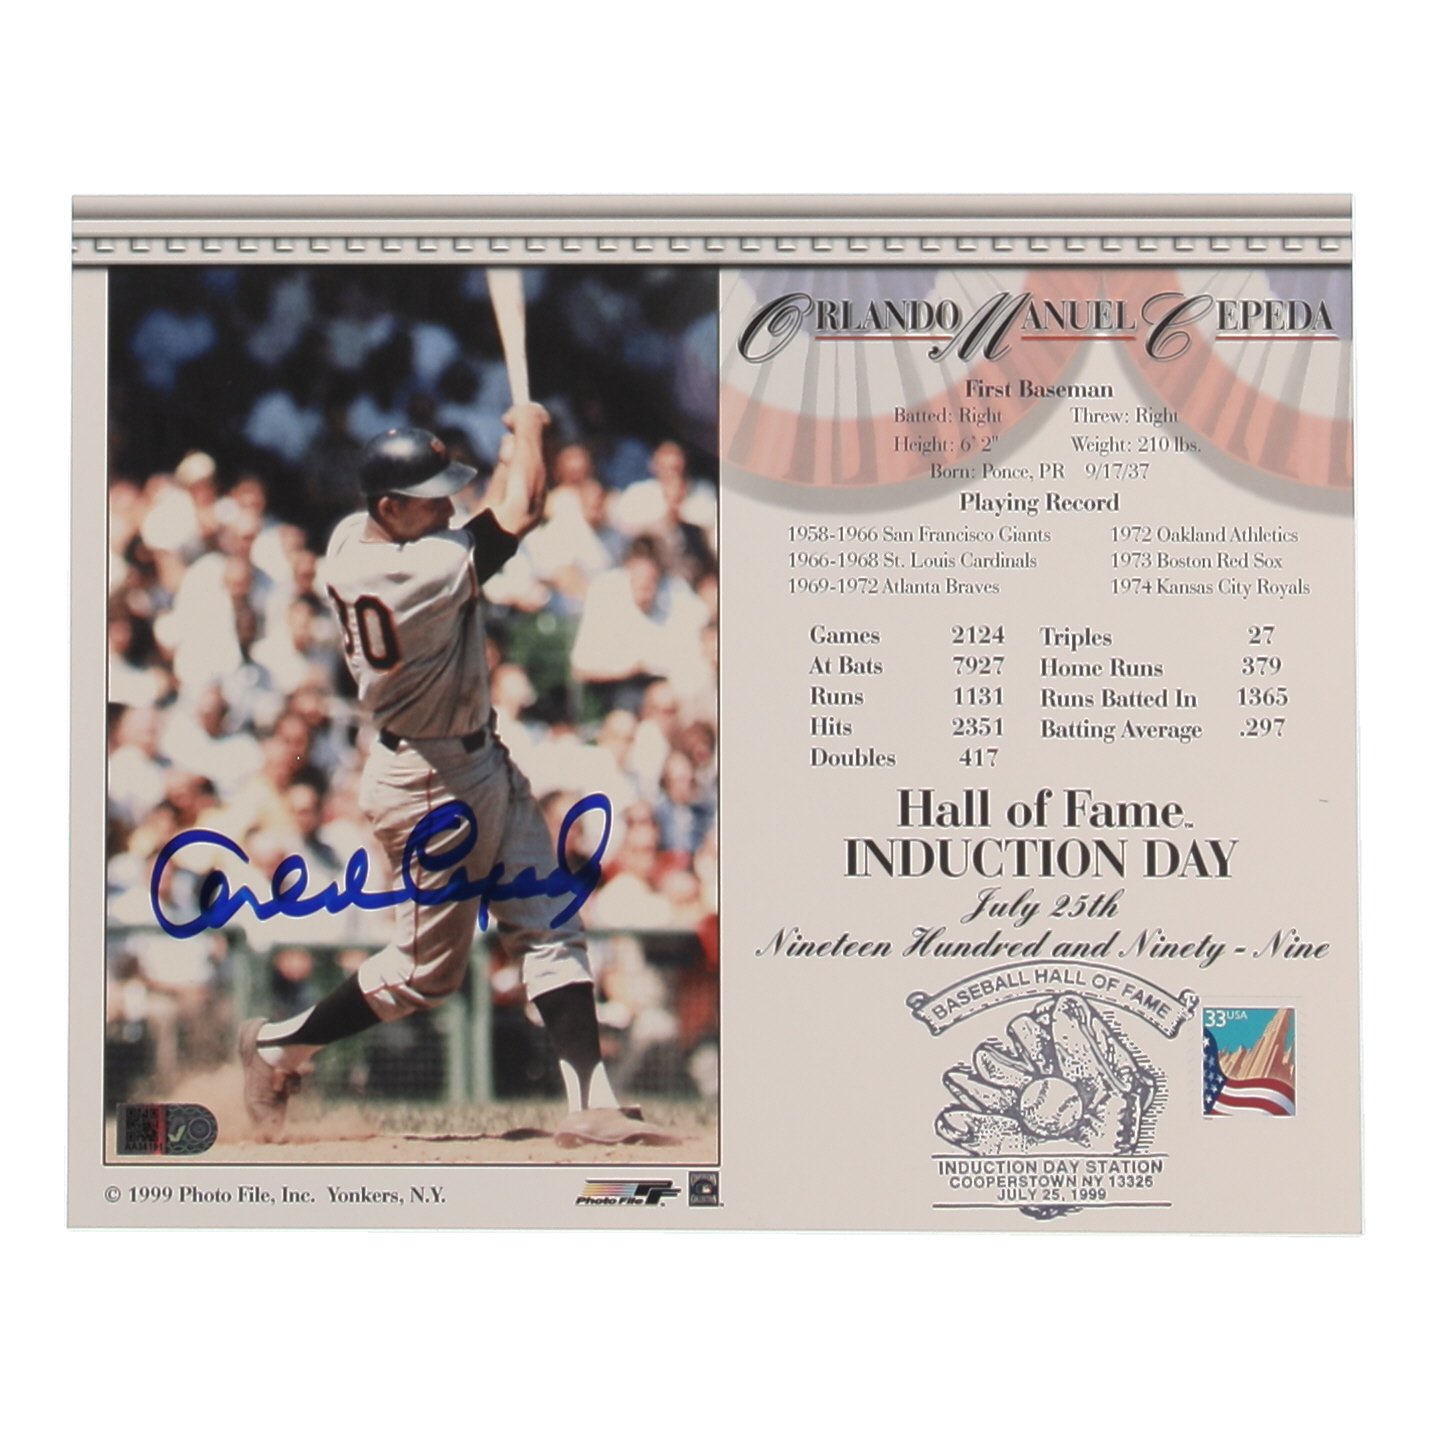 ORLANDO MANUEL CEPEDA
First Baseman
Batted: Right Threw: Right
Height: 6' 2" Weight: 210 lbs.
Born: Ponce, PR 9/17/37
Playing Record
1958-1966 San Francisco Giants 1972 Oakland Athletics
1966-1968 St. Louis Cardinals 1973 Boston Red Sox
1969-1972 Atlanta Braves 1974 Kansas City Royals
Games 2124 Triples 27
At Bats 7927 Home Runs 379
Runs 1131 Runs Batted In 1365
Hits 2351 Batting Average .297
Doubles 417
Hall of Fame™
INDUCTION DAY
July 25th
Nineteen Hundred and Ninety - Nine
BASEBALL HALL OF FAME
33 USA
INDUCTION DAY STATION
COOPERSTOWN NY 13326
JULY 25, 1999
30
Orlando Cepeda
© 1999 Photo File, Inc. Yonkers, N.Y.
Photo File PF